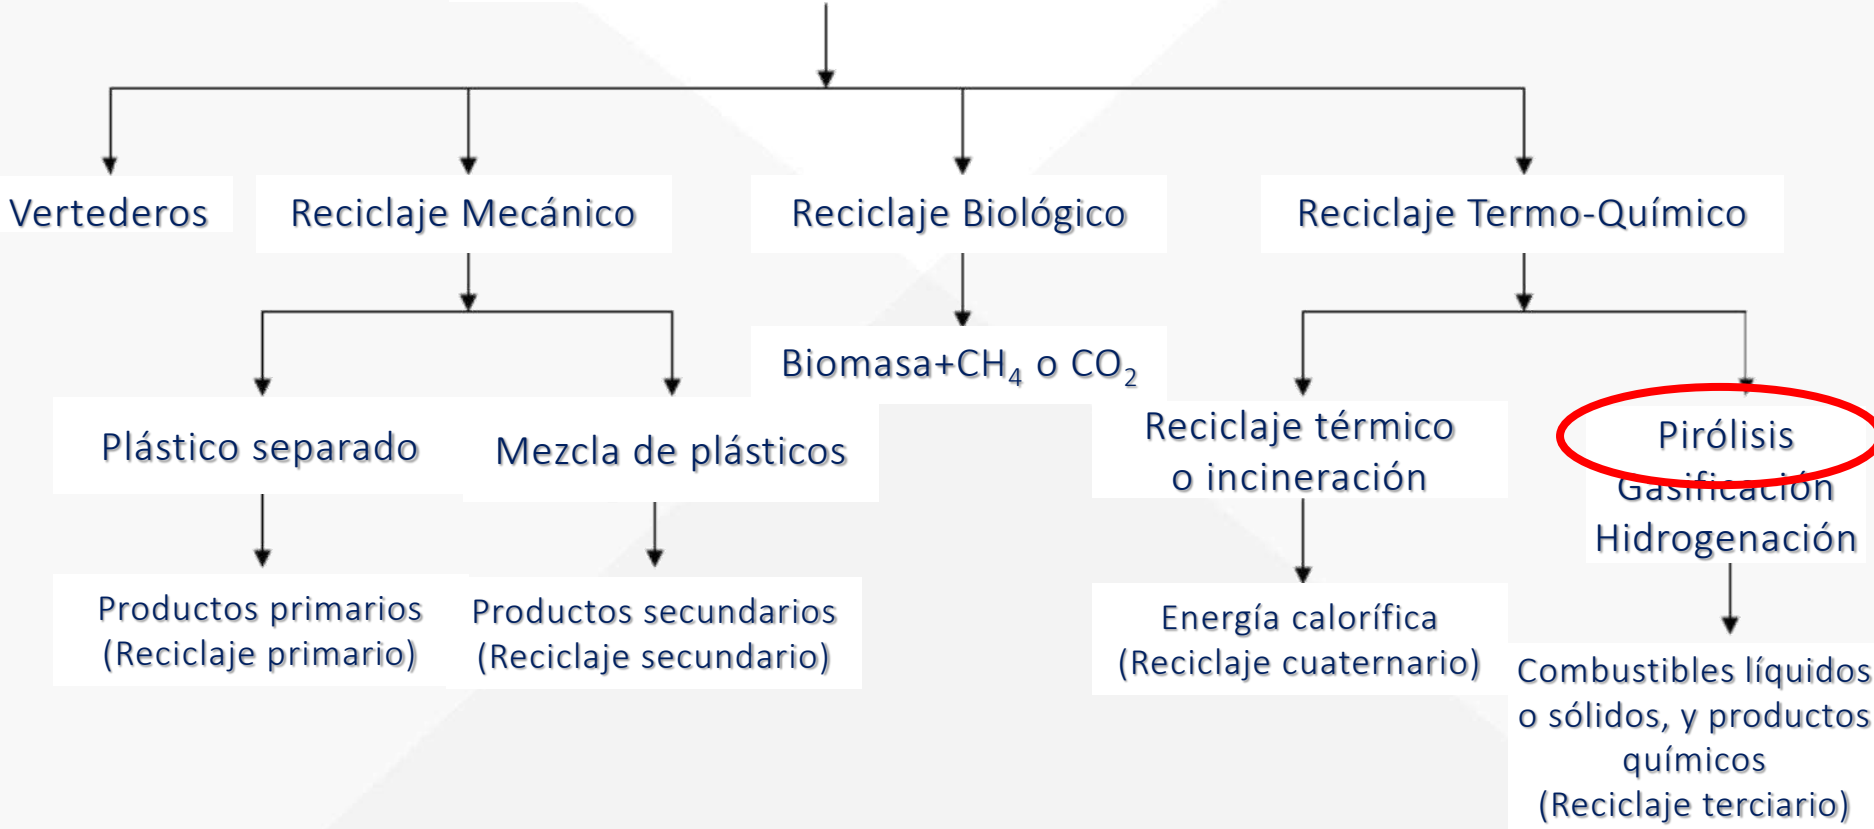 Vertederos
Reciclaje Mecánico
Reciclaje Biológico
Reciclaje Termo-Químico
Biomasa+CH₄ o CO₂
Plástico separado
Mezcla de plásticos
Reciclaje térmico
o incineración
Pirólisis
Gasificación
Hidrogenación
Productos primarios
(Reciclaje primario)
Productos secundarios
(Reciclaje secundario)
Energía calorífica
(Reciclaje cuaternario)
Combustibles líquidos
o sólidos, y productos
químicos
(Reciclaje terciario)